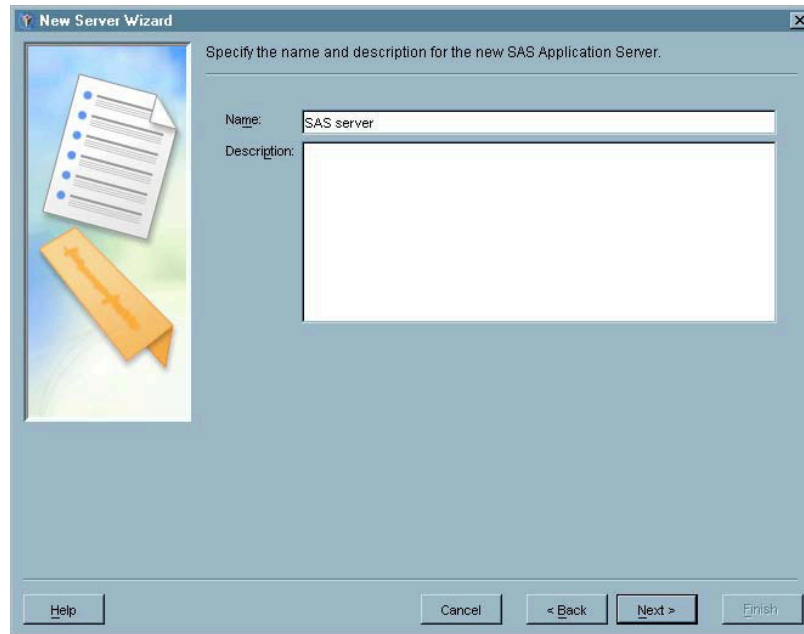 New Server Wizard
Specify the name and description for the new SAS Application Server.
Name: SAS server
Description:
Help Cancel < Back Next > Finish